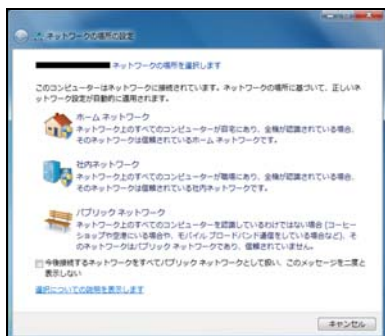 ネットワークの場所の設定
ネットワークの場所を選択します
このコンピューターはネットワークに接続されています。ネットワークの場所に基づいて、正しいネ
ットワーク設定が自動的に適用されます。
ホーム ネットワーク
ネットワーク上のすべてのコンピューターが自宅にあり、全機が認識されている場合、
そのネットワークは信頼されているホーム ネットワークです。
社内ネットワーク
ネットワーク上のすべてのコンピューターが職場にあり、全機が認識されている場合、
そのネットワークは信頼されている社内ネットワークです。
パブリック ネットワーク
ネットワーク上のすべてのコンピューターを認識しているわけではない場合 (コーヒー
ショップや空港にいる場合や、モバイル ブロードバンド通信をしている場合など)、そ
のネットワークはパブリック ネットワークであり、信頼されていません。
今後接続するネットワークをすべてパブリック ネットワークとして扱い、このメッセージを二度と
表示しない
選択についての説明を表示します
キャンセル